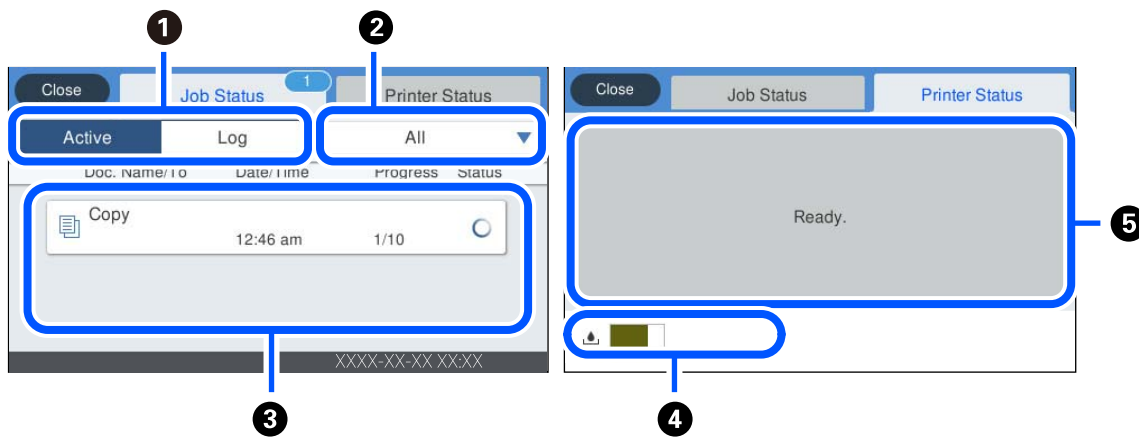 1 2
Close Job Status 1 Printer Status
Active Log All
Doc. Name/To Date/Time Progress Status
Copy
12:46 am 1/10
XXXX-XX-XX XX:XX
3
Close Job Status Printer Status
Ready.
5
4